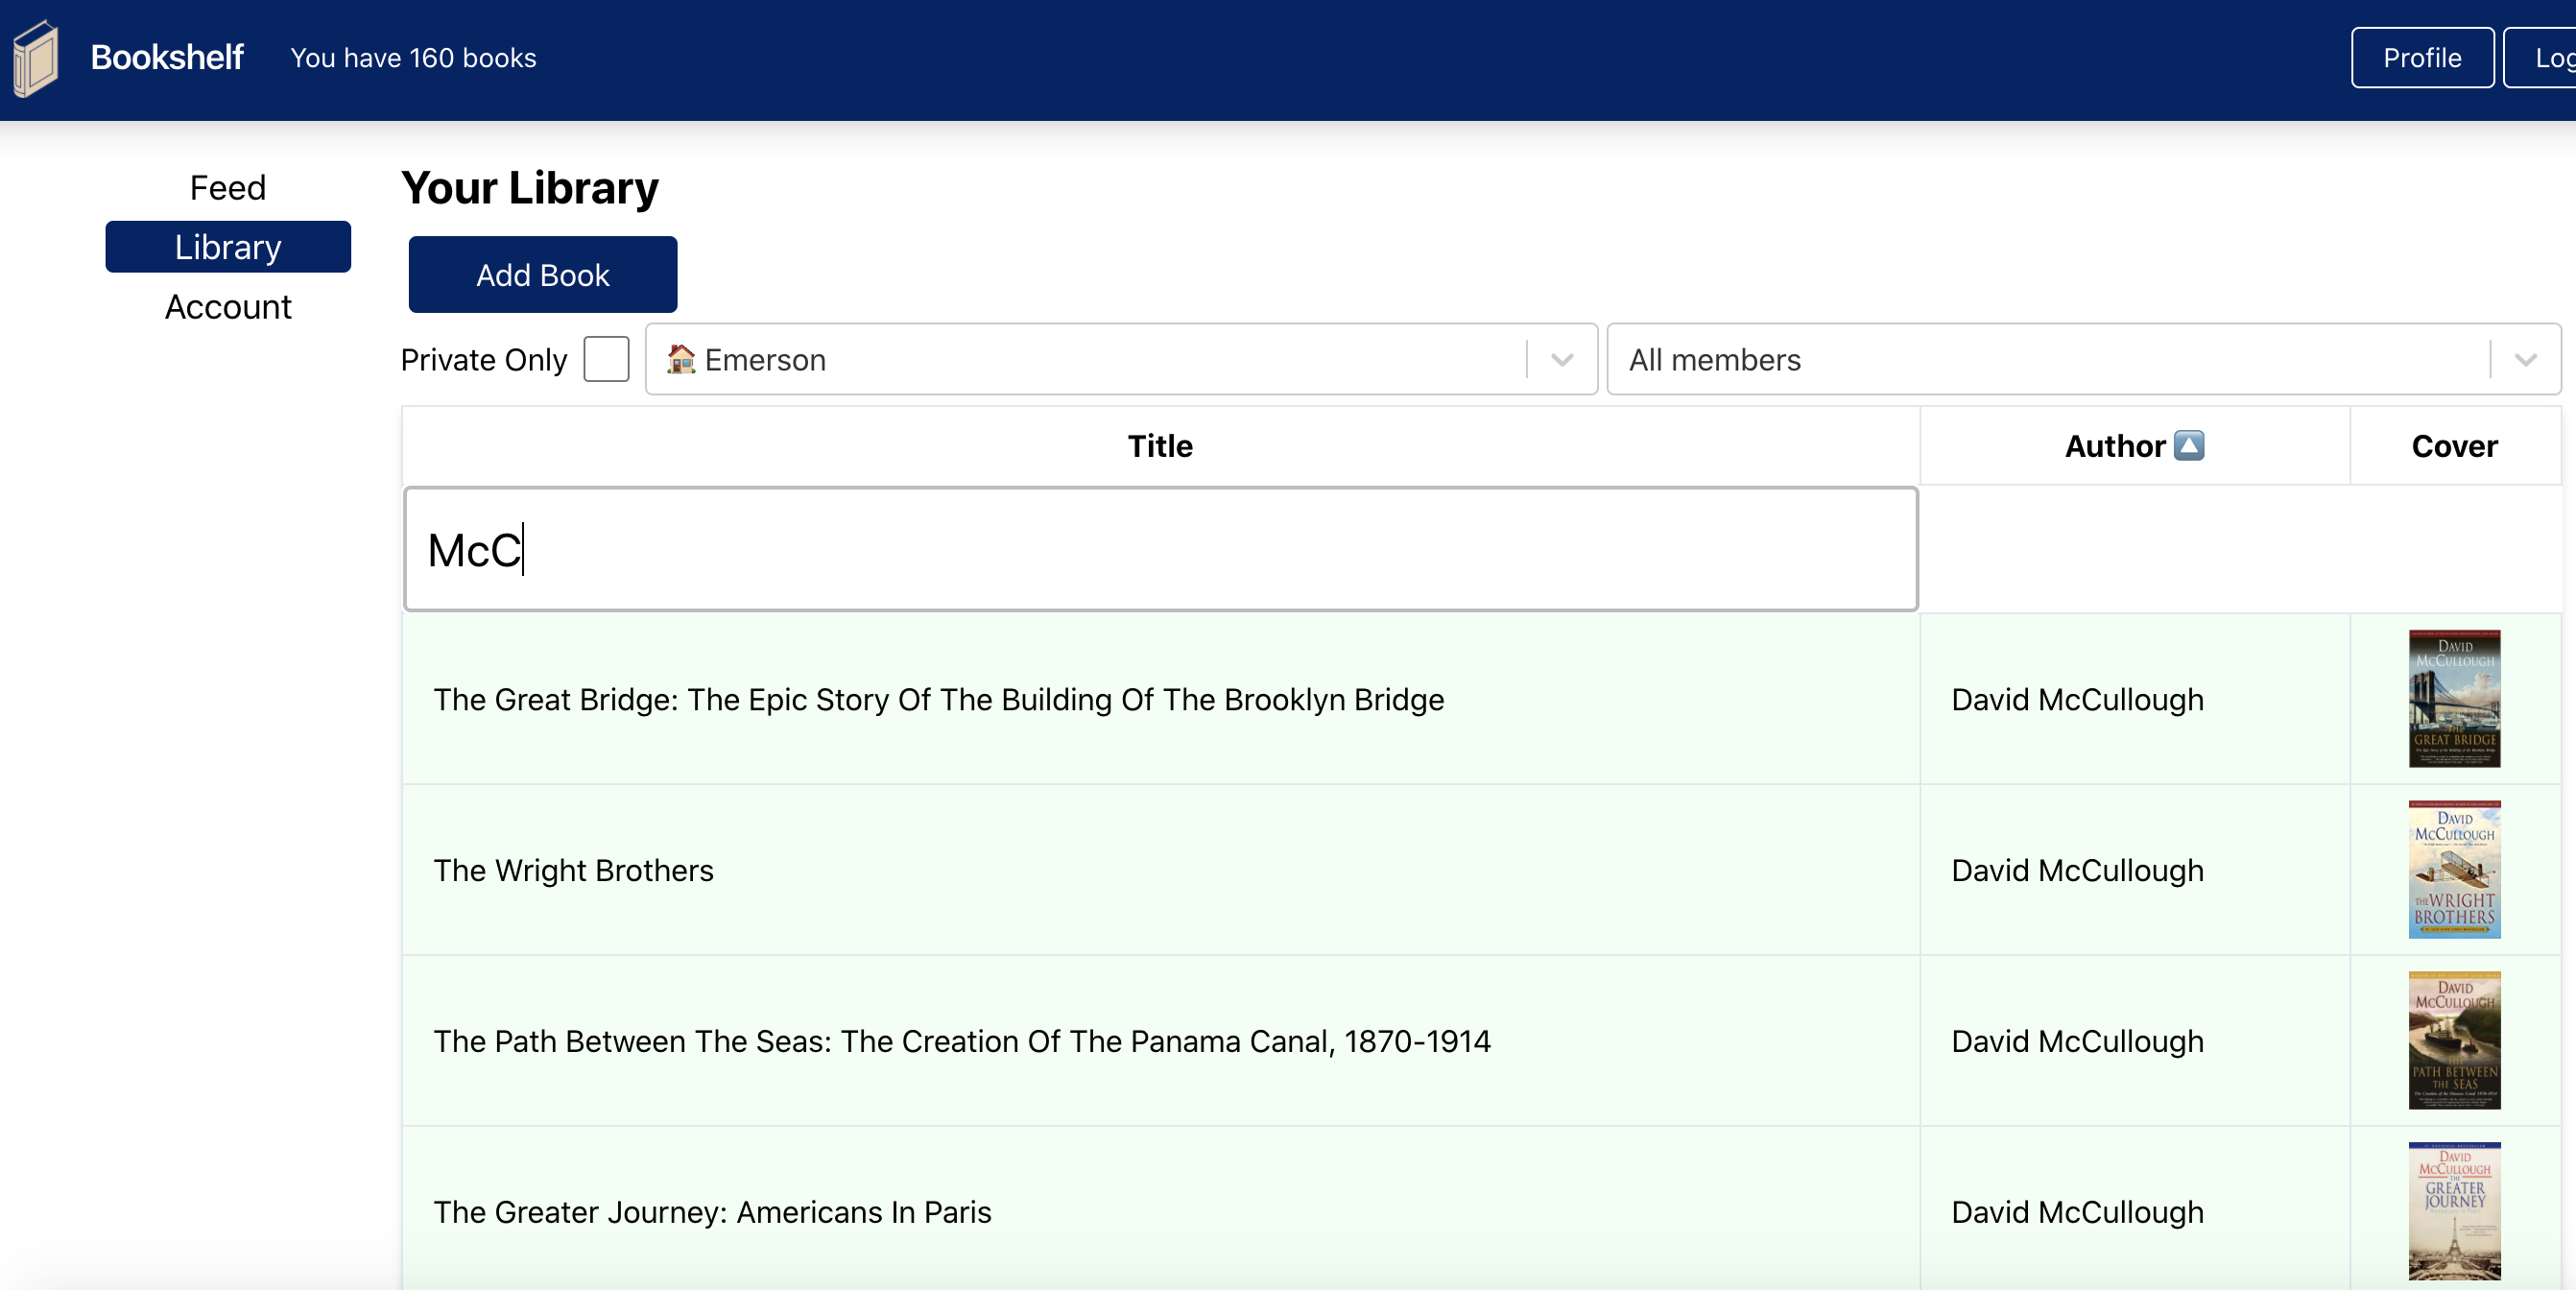 Bookshelf You have 160 books Profile Log
Feed
Library
Account
Your Library
Add Book
Private Only Emerson All members
Title Author Cover
McC
The Great Bridge: The Epic Story Of The Building Of The Brooklyn Bridge David McCullough
DAVID
MCCULLOUGH
THE
GREAT BRIDGE
The Wright Brothers David McCullough
DAVID
MCCULLOUGH
THE WRIGHT
BROTHERS
The Path Between The Seas: The Creation Of The Panama Canal, 1870-1914 David McCullough
DAVID
MCCULLOUGH
THE
PATH BETWEEN
THE SEAS
The Greater Journey: Americans In Paris David McCullough
DAVID
MCCULLOUGH
THE
GREATER
JOURNEY